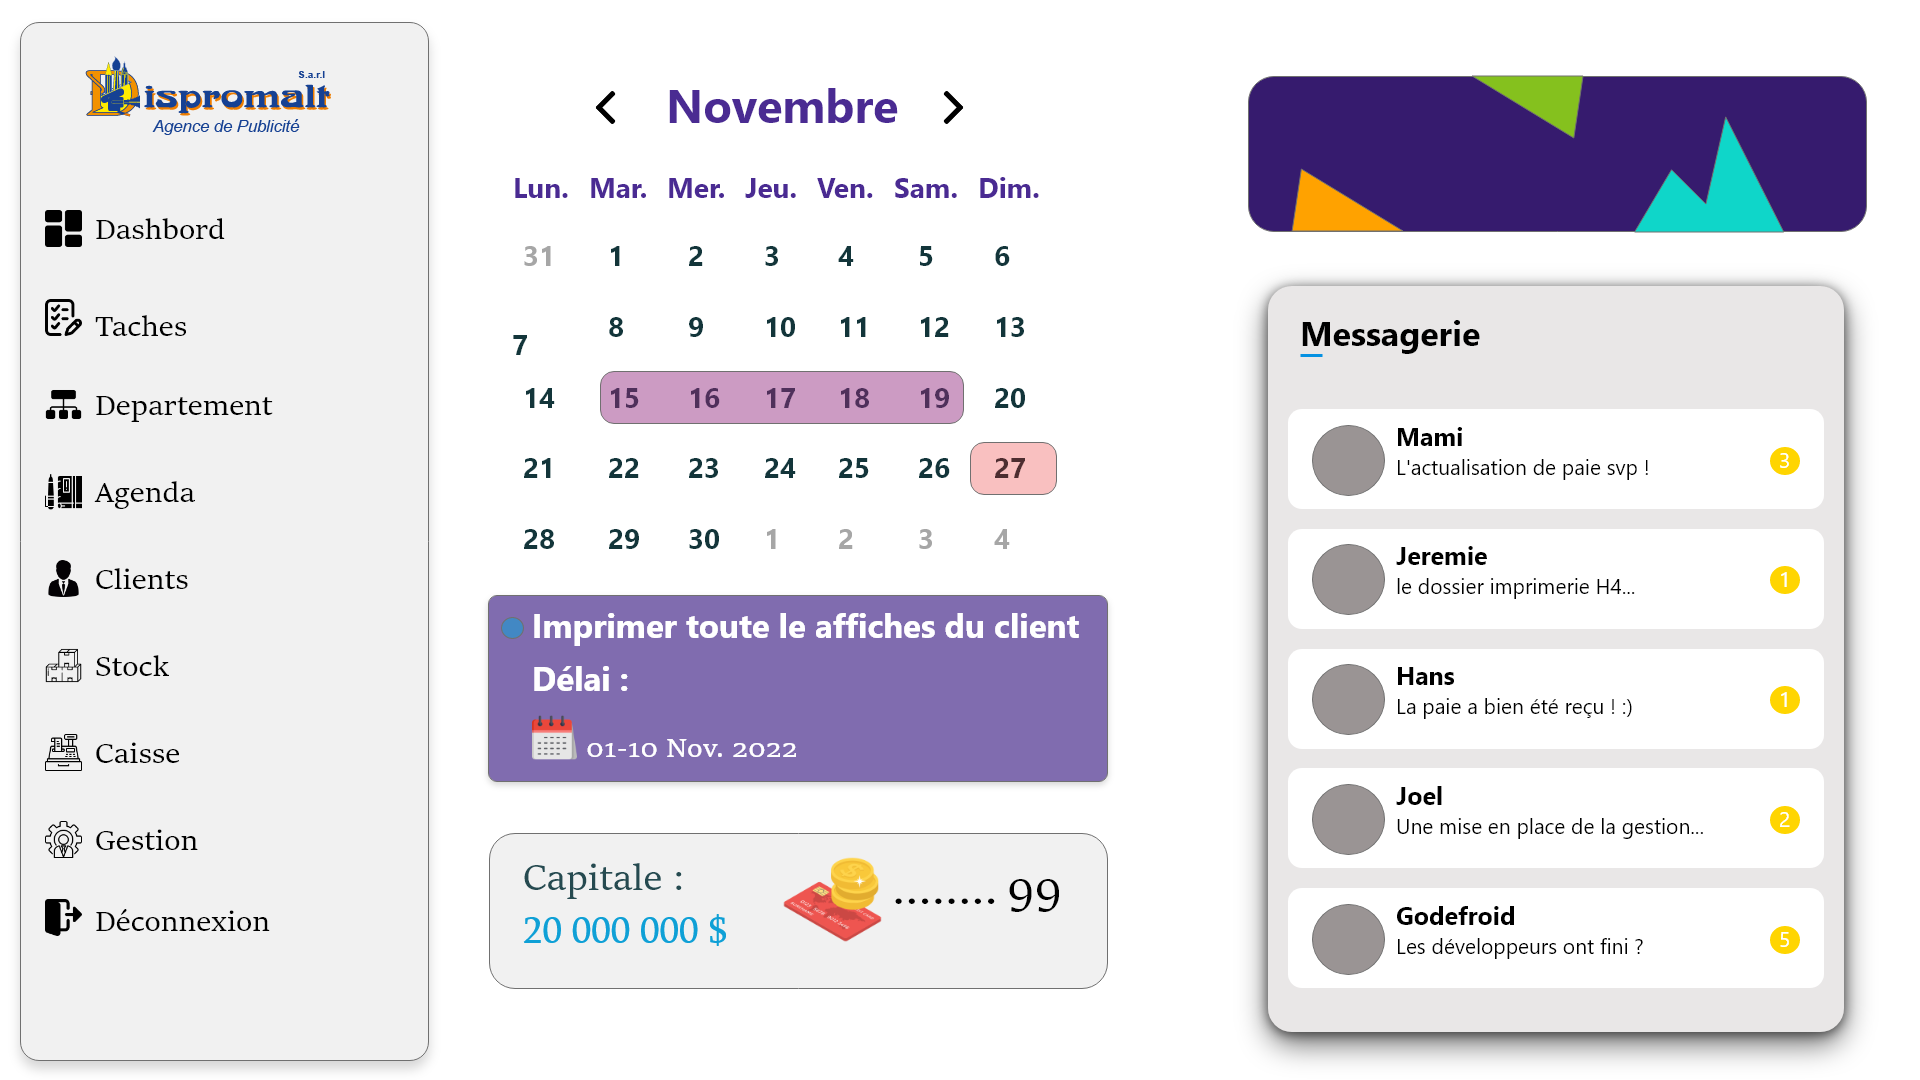 S.a.r.l
Dispromalt
Agence de Publicité
Dashbord
Taches
Departement
Agenda
Clients
Stock
Caisse
Gestion
Déconnexion
Novembre
Lun. Mar. Mer. Jeu. Ven. Sam. Dim.
31 1 2 3 4 5 6
7 8 9 10 11 12 13
14 15 16 17 18 19 20
21 22 23 24 25 26 27
28 29 30 1 2 3 4
Imprimer toute le affiches du client
Délai :
01-10 Nov. 2022
Capitale :
20 000 000 $
........ 99
Messagerie
Mami
L'actualisation de paie svp !
3
Jeremie
le dossier imprimerie H4...
1
Hans
La paie a bien été reçu ! :)
1
Joel
Une mise en place de la gestion...
2
Godefroid
Les développeurs ont fini ?
5